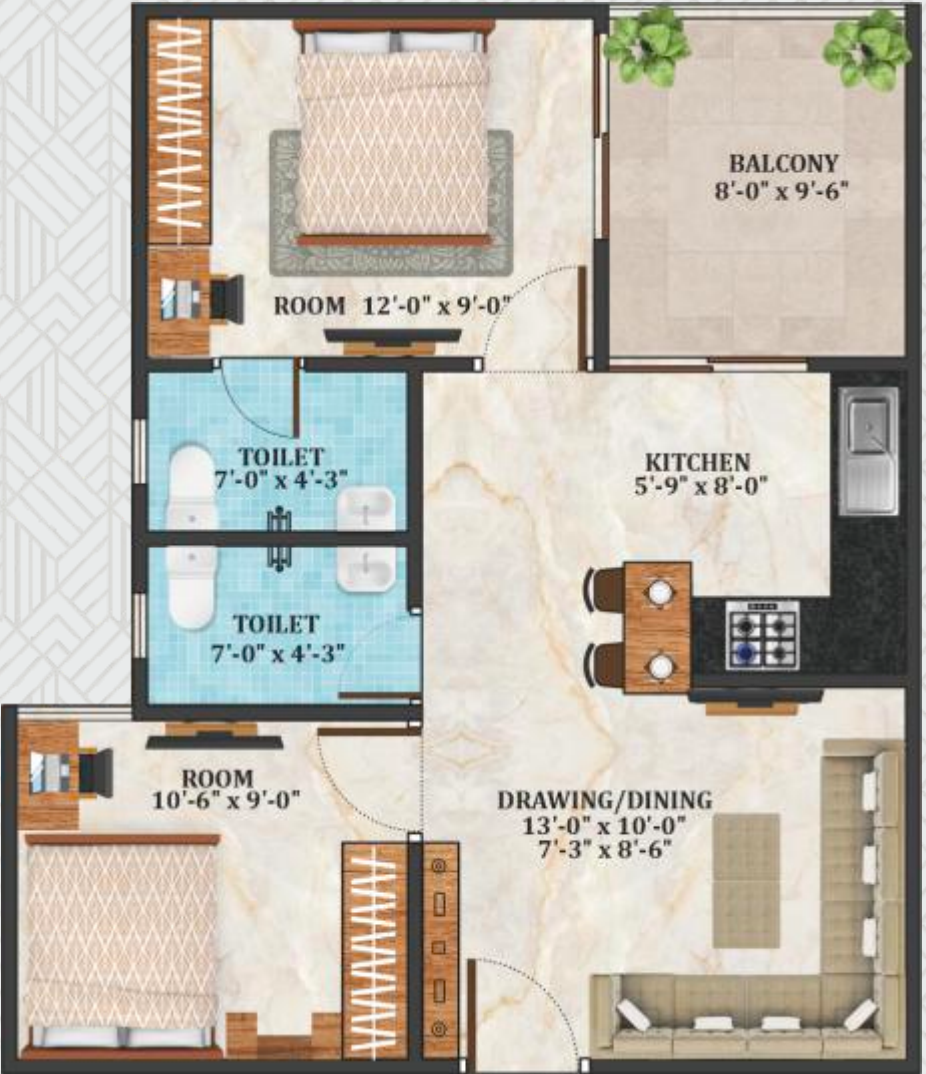 BALCONY
8'-0" x 9'-6"
ROOM 12'-0" x 9'-0"
TOILET
7'-0" x 4'-3"
KITCHEN
5'-9" x 8'-0"
TOILET
7'-0" x 4'-3"
ROOM
10'-6" x 9'-0"
DRAWING/DINING
13'-0" x 10'-0"
7'-3" x 8'-6"